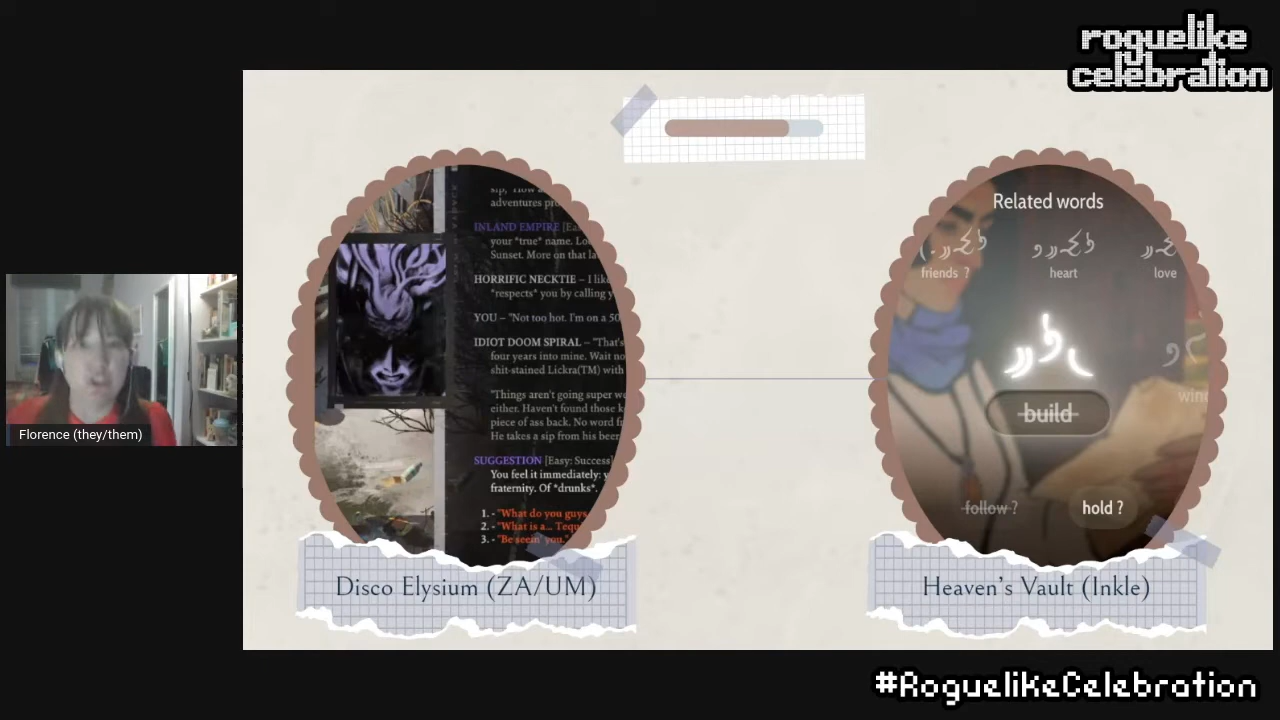 roguelike
celebration
Florence (they/them)
adventures
INLAND EMPIRE
your *true* name.
Sunset. More on that
HORRIFIC NECKTIE – I
*respects* you by calling
YOU – "Not too hot. I'm on a
IDIOT DOOM SPIRAL – "That's
four years into mine. Wait
shit-stained Lickra(TM) with
"Things aren't going super
either. Haven't found those
piece of ass back. No word
He takes a sip from his beer
SUGGESTION [Easy: Success]
You feel it immediately:
fraternity. Of *drunks*.
1. - "What do you guys
2. - "What is a...
3. - "Be seein' you."
Disco Elysium (ZA/UM)
Related words
friends ?
heart
love
build
follow ?
hold ?
Heaven's Vault (Inkle)
#RoguelikeCelebration